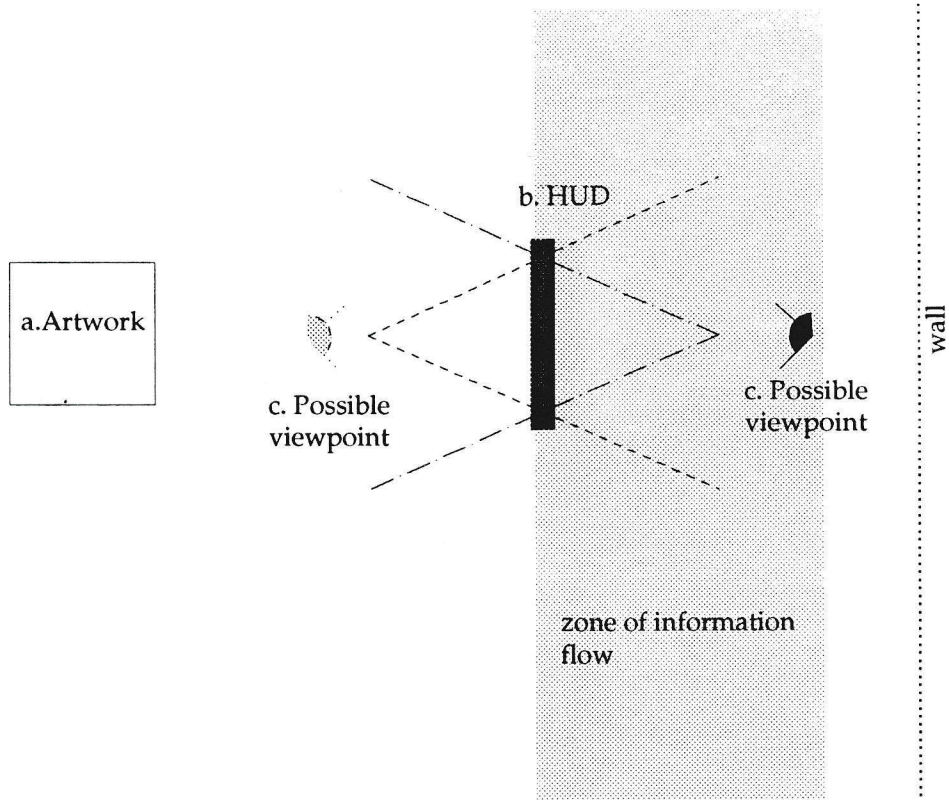 b. HUD
a.Artwork
c. Possible
viewpoint
c. Possible
viewpoint
wall
zone of information
flow